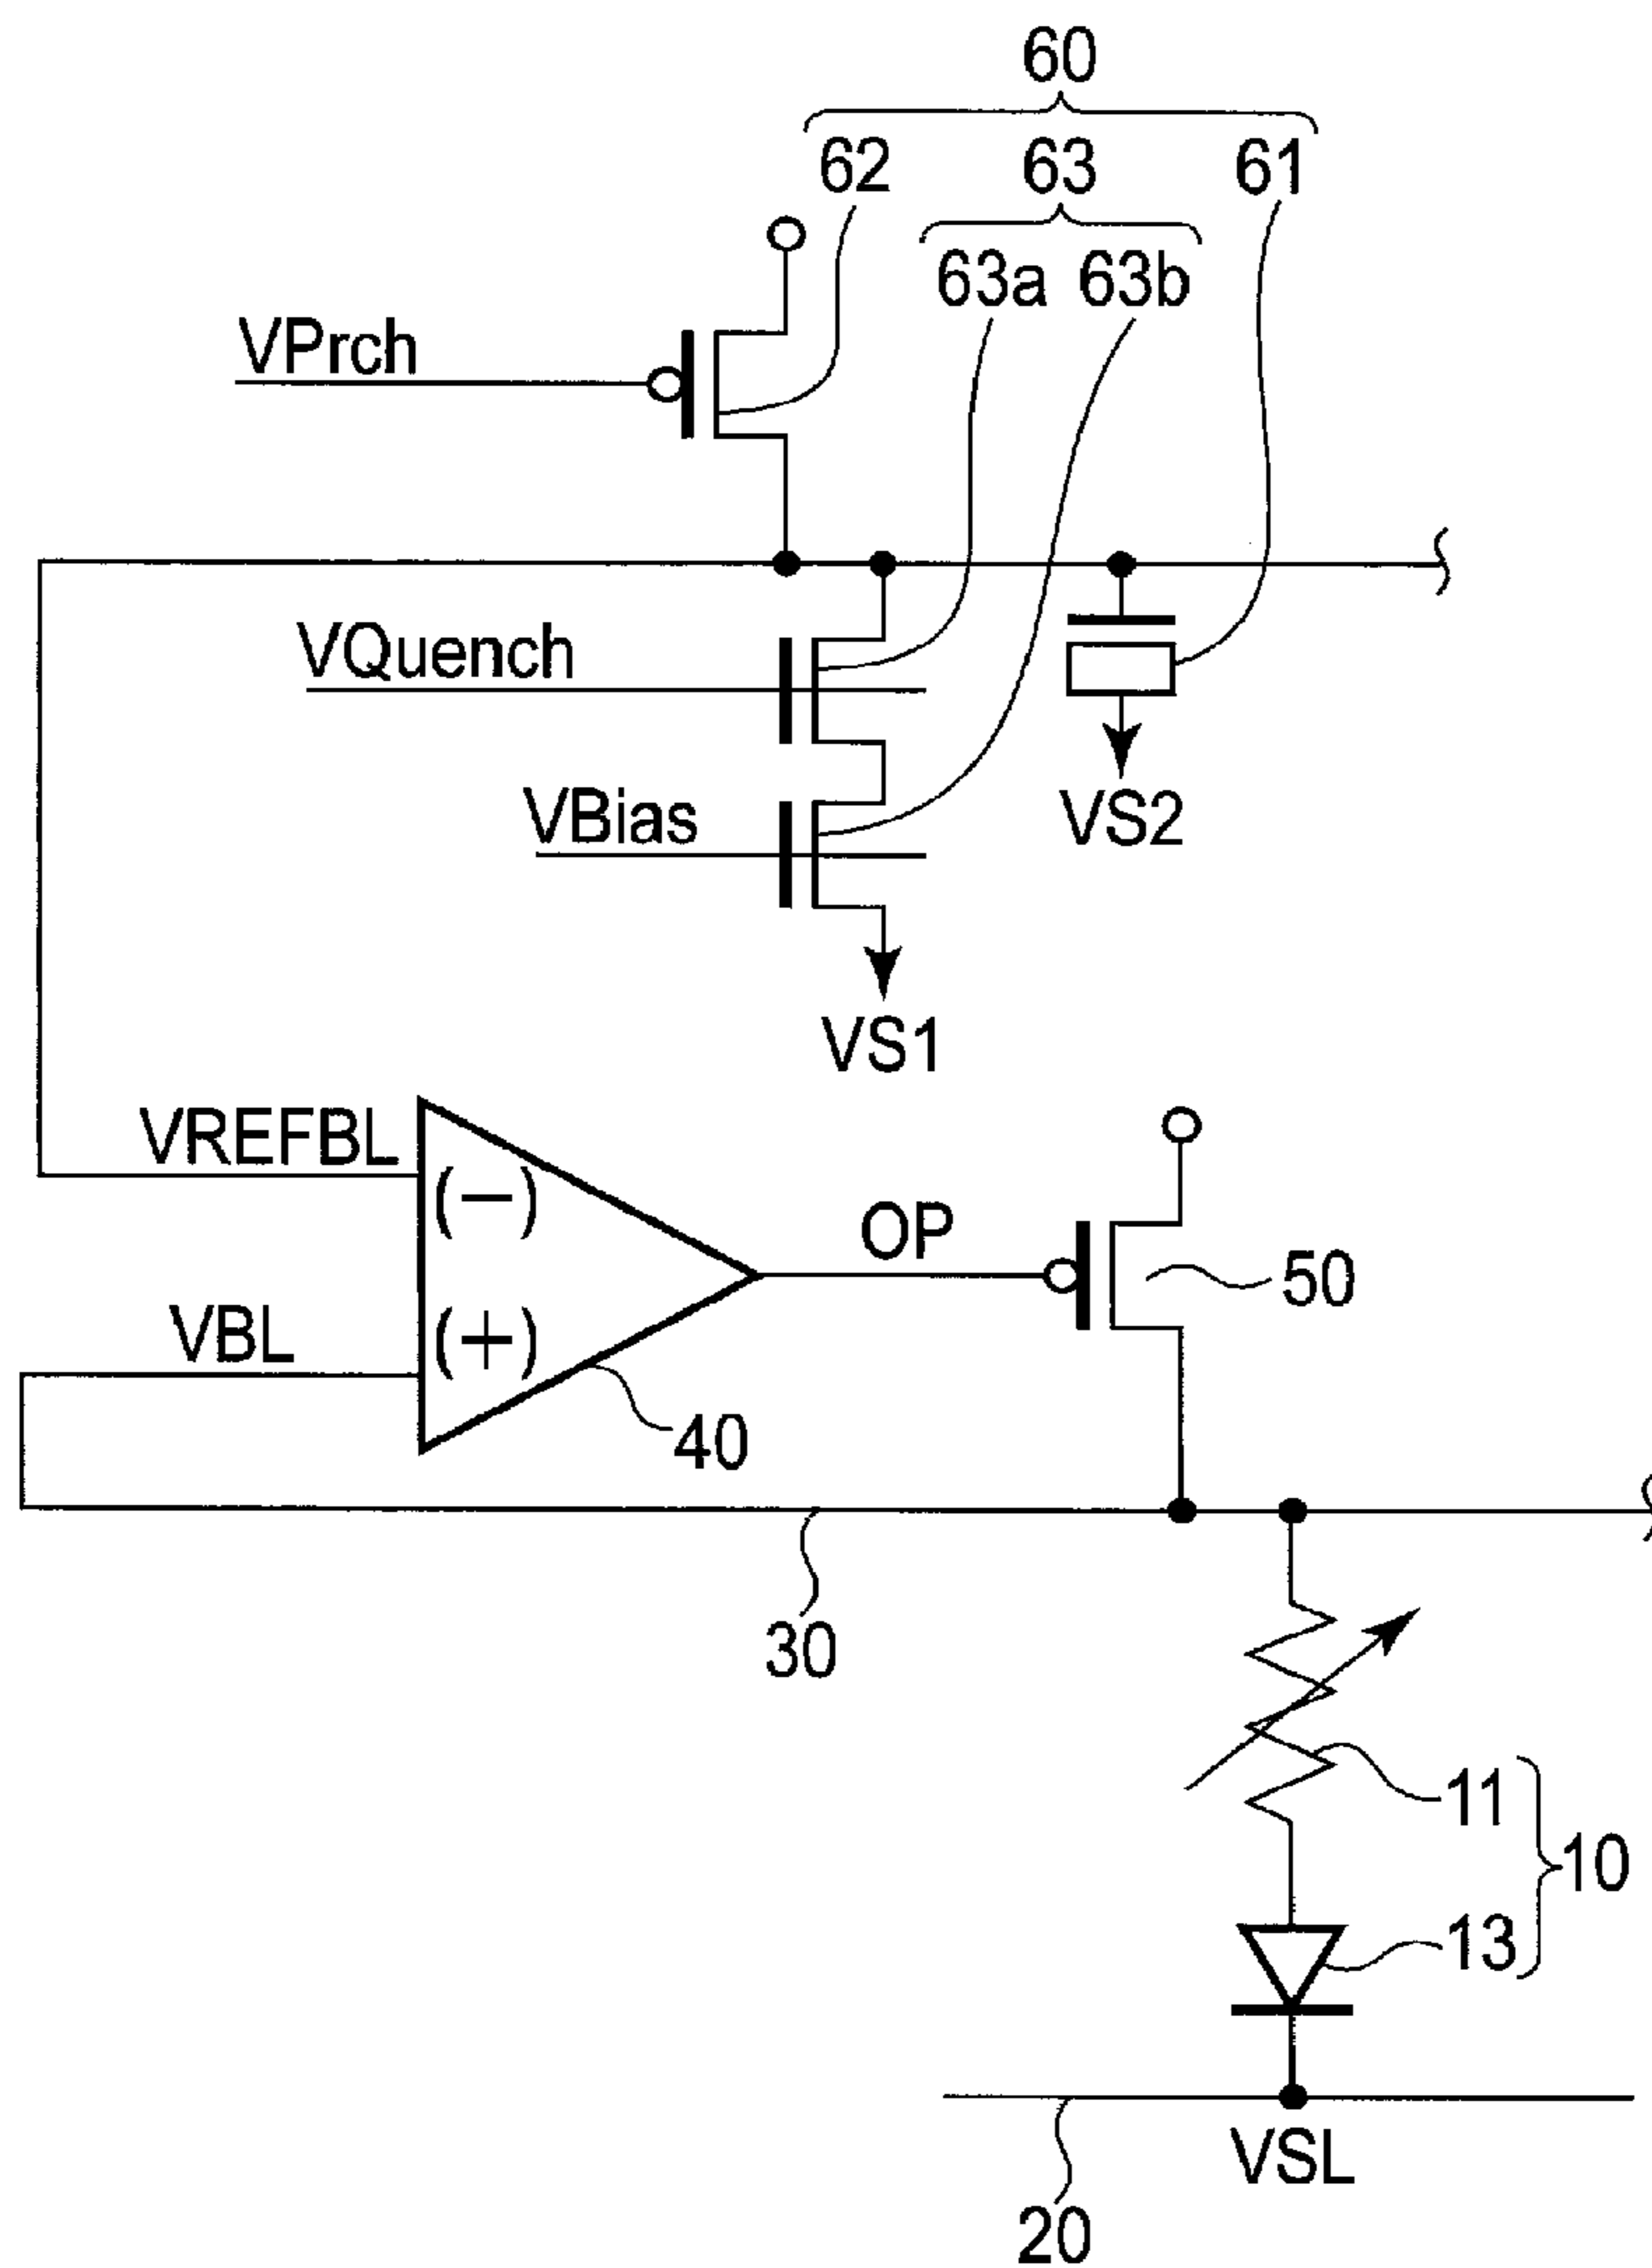 60
62 63 61
63a 63b
VPrch
VQuench
VBias
VS2
VS1
VREFBL
(−)
OP
50
VBL
(+)
40
30
11
10
13
VSL
20